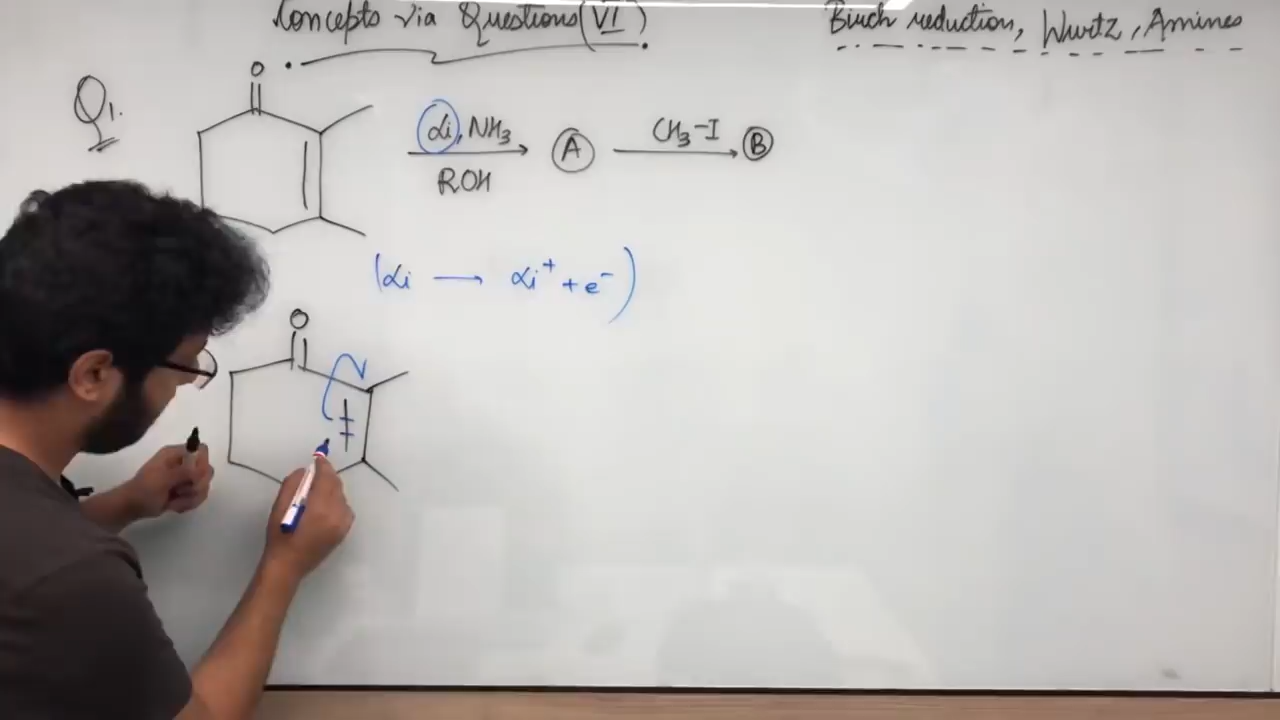 Concepts via Questions (VI)
Birch reduction, Wurtz, Amines
Q1.
O
Li, NH3
ROH
A
CH3-I
B
(Li → Li+ + e-)
O